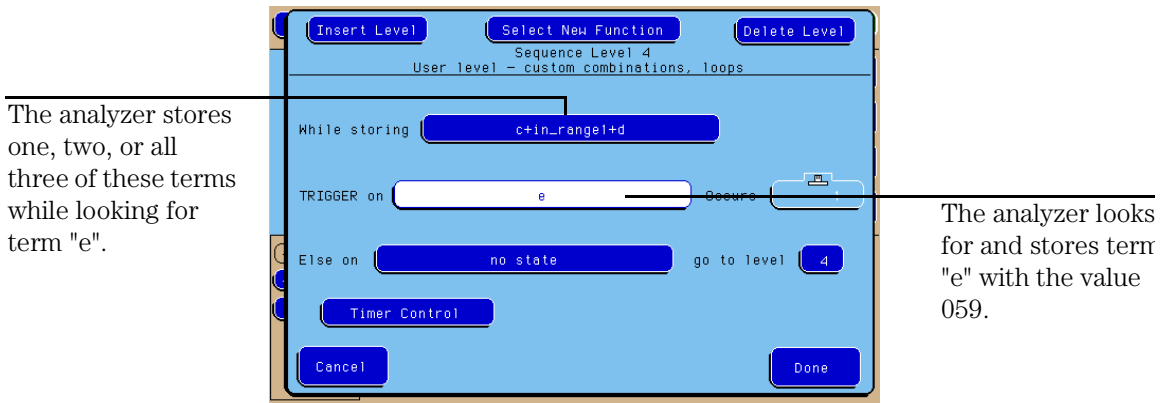 Insert Level
Select New Function
Delete Level
Sequence Level 4
User level – custom combinations, loops
The analyzer stores
one, two, or all
three of these terms
while looking for
term "e".
While storing c+in_range1+d
TRIGGER on e Occurs 1
Else on no state go to level 4
Timer Control
Cancel
Done
The analyzer looks
for and stores term
"e" with the value
059.